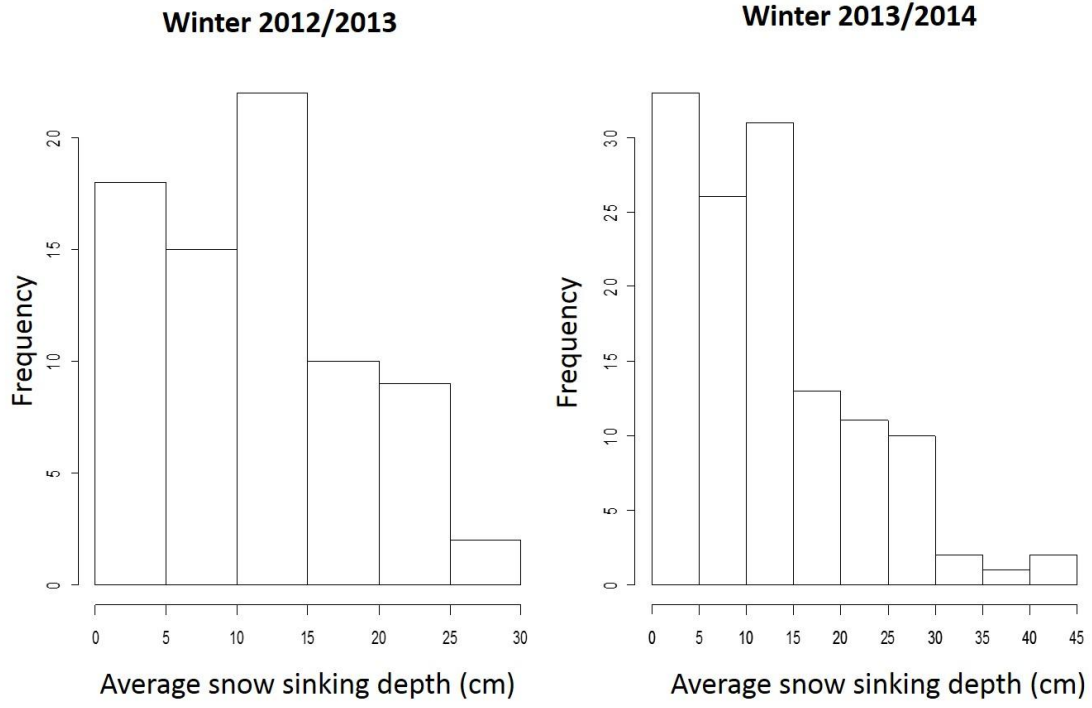 Winter 2012/2013
Frequency
20
15
10
5
0
0 5 10 15 20 25 30
Average snow sinking depth (cm)
Winter 2013/2014
Frequency
30
25
20
15
10
5
0
0 5 10 15 20 25 30 35 40 45
Average snow sinking depth (cm)